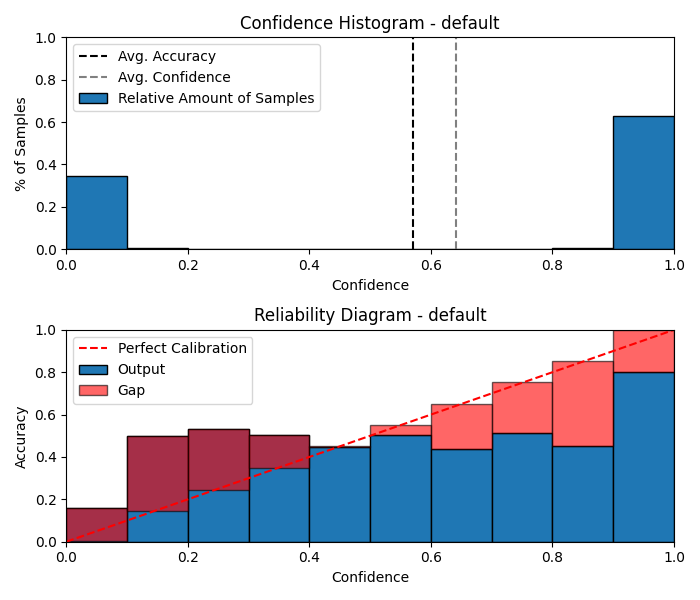 Confidence Histogram - default
1.0
0.8
0.6
0.4
0.2
0.0
% of Samples
Avg. Accuracy
Avg. Confidence
Relative Amount of Samples
0.0 0.2 0.4 0.6 0.8 1.0
Confidence
Reliability Diagram - default
1.0
0.8
0.6
0.4
0.2
0.0
Accuracy
Perfect Calibration
Output
Gap
0.0 0.2 0.4 0.6 0.8 1.0
Confidence